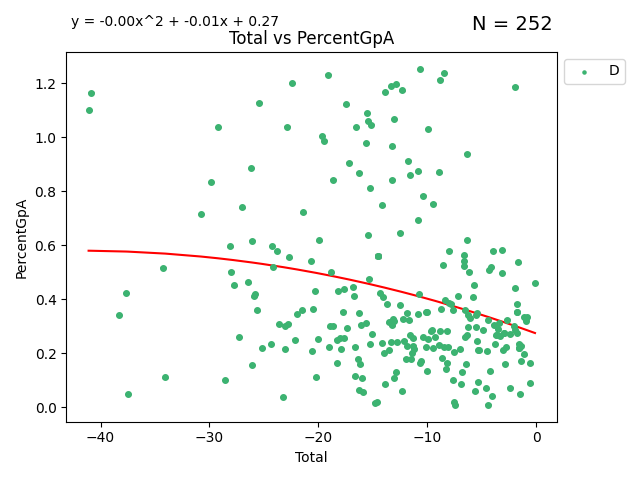 y = -0.00x^2 + -0.01x + 0.27
N = 252
Total vs PercentGpA
D
PercentGpA
1.2
1.0
0.8
0.6
0.4
0.2
0.0
−40
−30
−20
−10
0
Total